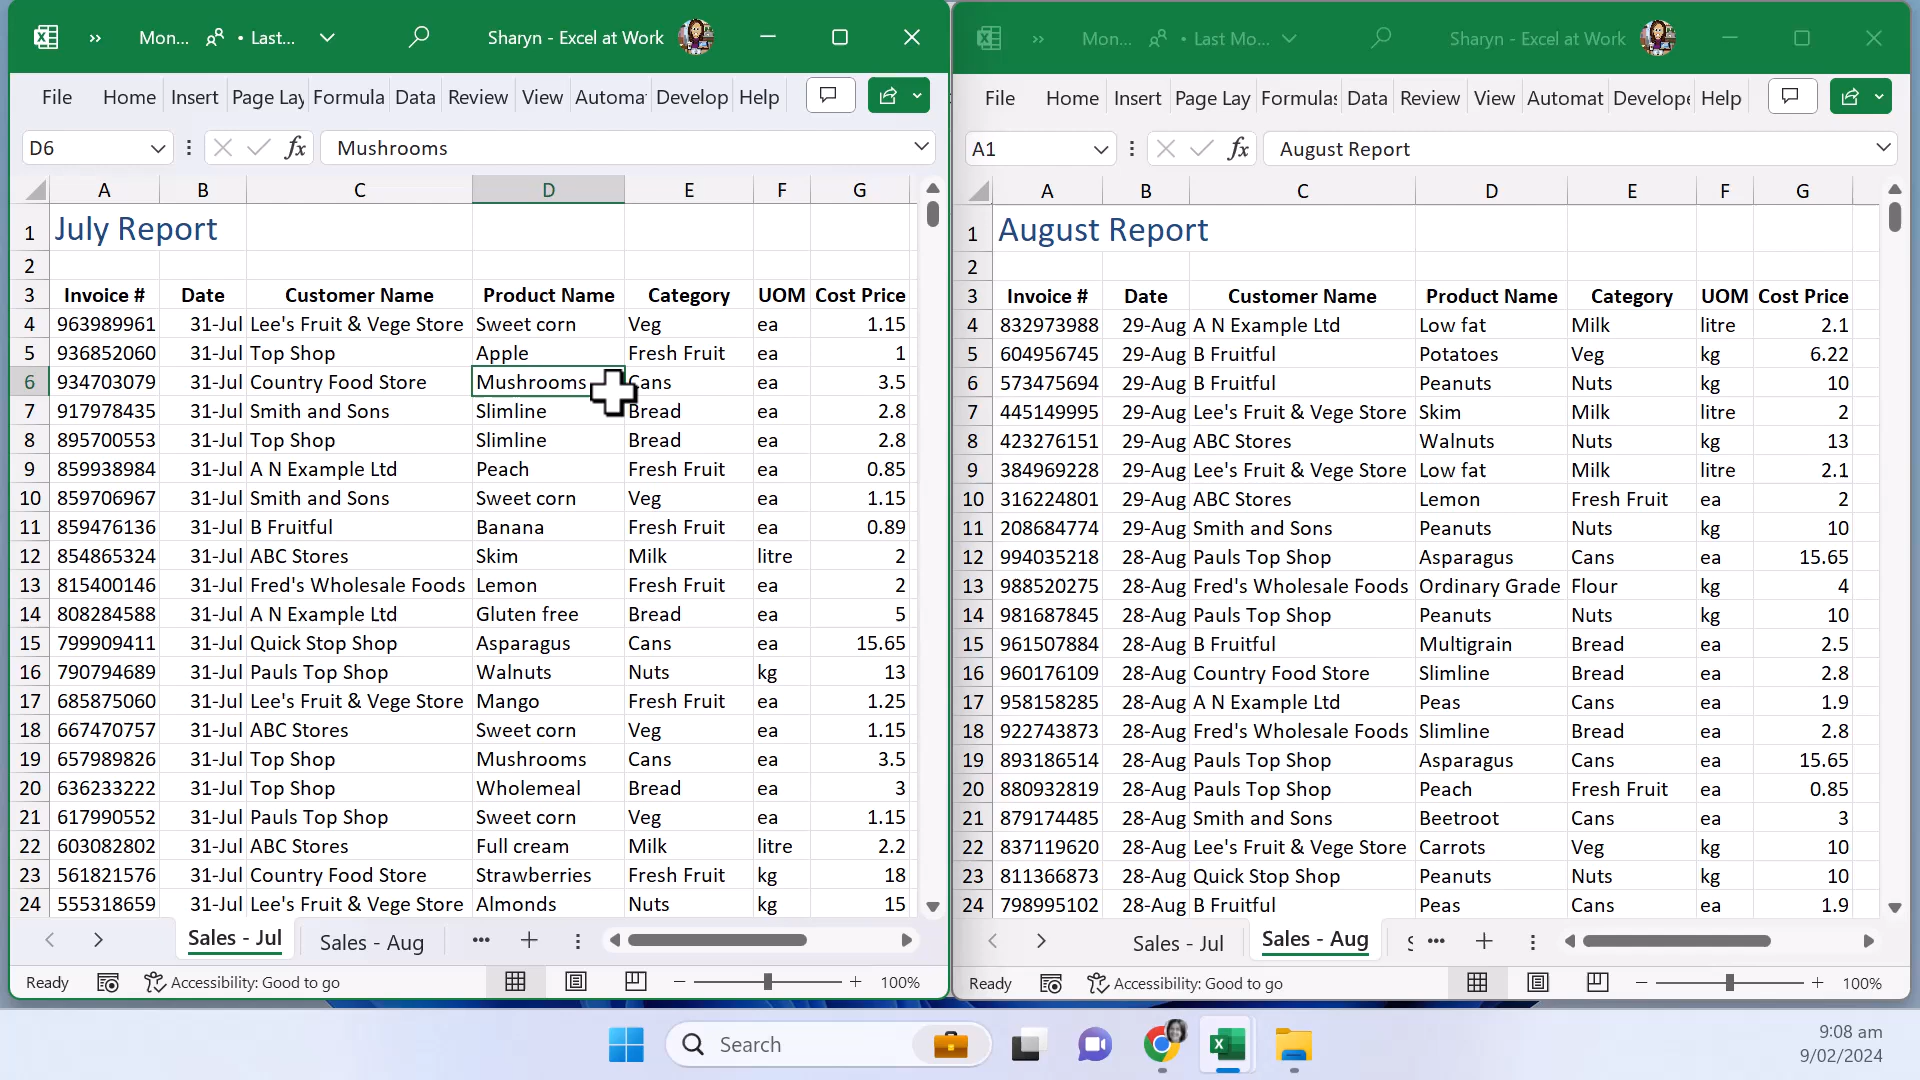 » Mon... • Last... Sharyn - Excel at Work
File Home Insert Page Lay Formula Data Review View Automa Develop Help
D6 fx Mushrooms
A B C D E F G
1 July Report
2
3 Invoice # Date Customer Name Product Name Category UOM Cost Price
4 963989961 31-Jul Lee's Fruit & Vege Store Sweet corn Veg ea 1.15
5 936852060 31-Jul Top Shop Apple Fresh Fruit ea 1
6 934703079 31-Jul Country Food Store Mushrooms Cans ea 3.5
7 917978435 31-Jul Smith and Sons Slimline Bread ea 2.8
8 895700553 31-Jul Top Shop Slimline Bread ea 2.8
9 859938984 31-Jul A N Example Ltd Peach Fresh Fruit ea 0.85
10 859706967 31-Jul Smith and Sons Sweet corn Veg ea 1.15
11 859476136 31-Jul B Fruitful Banana Fresh Fruit ea 0.89
12 854865324 31-Jul ABC Stores Skim Milk litre 2
13 815400146 31-Jul Fred's Wholesale Foods Lemon Fresh Fruit ea 2
14 808284588 31-Jul A N Example Ltd Gluten free Bread ea 5
15 799909411 31-Jul Quick Stop Shop Asparagus Cans ea 15.65
16 790794689 31-Jul Pauls Top Shop Walnuts Nuts kg 13
17 685875060 31-Jul Lee's Fruit & Vege Store Mango Fresh Fruit ea 1.25
18 667470757 31-Jul ABC Stores Sweet corn Veg ea 1.15
19 657989826 31-Jul Top Shop Mushrooms Cans ea 3.5
20 636233222 31-Jul Top Shop Wholemeal Bread ea 3
21 617990552 31-Jul Pauls Top Shop Sweet corn Veg ea 1.15
22 603082802 31-Jul ABC Stores Full cream Milk litre 2.2
23 561821576 31-Jul Country Food Store Strawberries Fresh Fruit kg 18
24 555318659 31-Jul Lee's Fruit & Vege Store Almonds Nuts kg 15
Sales - Jul Sales - Aug ...
Ready Accessibility: Good to go 100%
» Mon... • Last Mo... Sharyn - Excel at Work
File Home Insert Page Lay Formulas Data Review View Automat Develope Help
A1 fx August Report
A B C D E F G
1 August Report
2
3 Invoice # Date Customer Name Product Name Category UOM Cost Price
4 832973988 29-Aug A N Example Ltd Low fat Milk litre 2.1
5 604956745 29-Aug B Fruitful Potatoes Veg kg 6.22
6 573475694 29-Aug B Fruitful Peanuts Nuts kg 10
7 445149995 29-Aug Lee's Fruit & Vege Store Skim Milk litre 2
8 423276151 29-Aug ABC Stores Walnuts Nuts kg 13
9 384969228 29-Aug Lee's Fruit & Vege Store Low fat Milk litre 2.1
10 316224801 29-Aug ABC Stores Lemon Fresh Fruit ea 2
11 208684774 29-Aug Smith and Sons Peanuts Nuts kg 10
12 994035218 28-Aug Pauls Top Shop Asparagus Cans ea 15.65
13 988520275 28-Aug Fred's Wholesale Foods Ordinary Grade Flour kg 4
14 981687845 28-Aug Pauls Top Shop Peanuts Nuts kg 10
15 961507884 28-Aug B Fruitful Multigrain Bread ea 2.5
16 960176109 28-Aug Country Food Store Slimline Bread ea 2.8
17 958158285 28-Aug A N Example Ltd Peas Cans ea 1.9
18 922743873 28-Aug Fred's Wholesale Foods Slimline Bread ea 2.8
19 893186514 28-Aug Pauls Top Shop Asparagus Cans ea 15.65
20 880932819 28-Aug Pauls Top Shop Peach Fresh Fruit ea 0.85
21 879174485 28-Aug Smith and Sons Beetroot Cans ea 3
22 837119620 28-Aug Lee's Fruit & Vege Store Carrots Veg kg 10
23 811366873 28-Aug Quick Stop Shop Peanuts Nuts kg 10
24 798995102 28-Aug B Fruitful Peas Cans ea 1.9
Sales - Jul Sales - Aug ...
Ready Accessibility: Good to go 100%
Search
9:08 am
9/02/2024